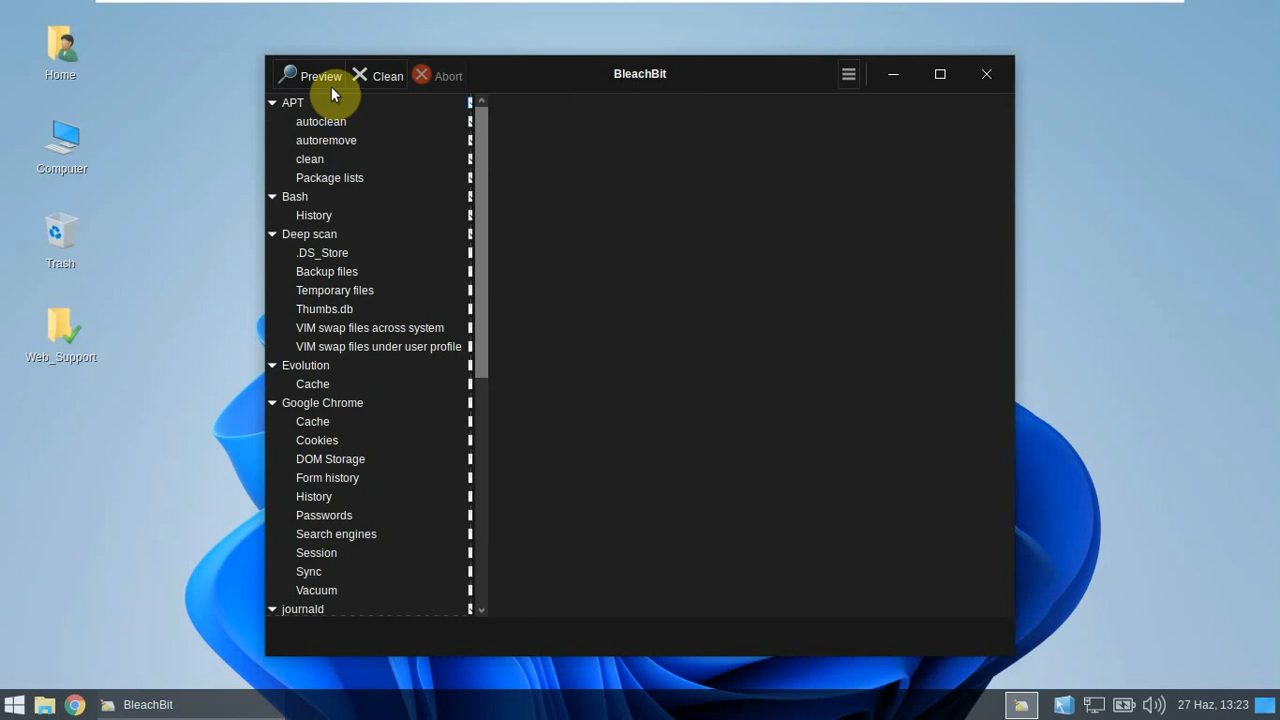 Home
Computer
Trash
Web_Support
Preview
Clean
Abort
BleachBit
APT
autoclean
autoremove
clean
Package lists
Bash
History
Deep scan
.DS_Store
Backup files
Temporary files
Thumbs.db
VIM swap files across system
VIM swap files under user profile
Evolution
Cache
Google Chrome
Cache
Cookies
DOM Storage
Form history
History
Passwords
Search engines
Session
Sync
Vacuum
journald
BleachBit
27 Haz, 13:23